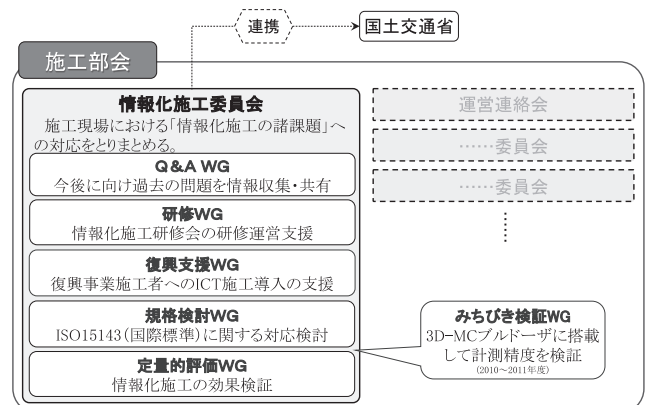 連携
国土交通省
施工部会
情報化施工委員会
施工現場における「情報化施工の諸課題」へ
の対応をとりまとめる。
Q&A WG
今後に向け過去の問題を情報収集・共有
研修WG
情報化施工研修会の研修運営支援
復興支援WG
復興事業施工者へのICT施工導入の支援
規格検討WG
ISO15143(国際標準)に関する対応検討
定量的評価WG
情報化施工の効果検証
運営連絡会
……委員会
……委員会
みちびき検証WG
3D-MCブルドーザに搭載
して計測精度を検証
(2010~2011年度)